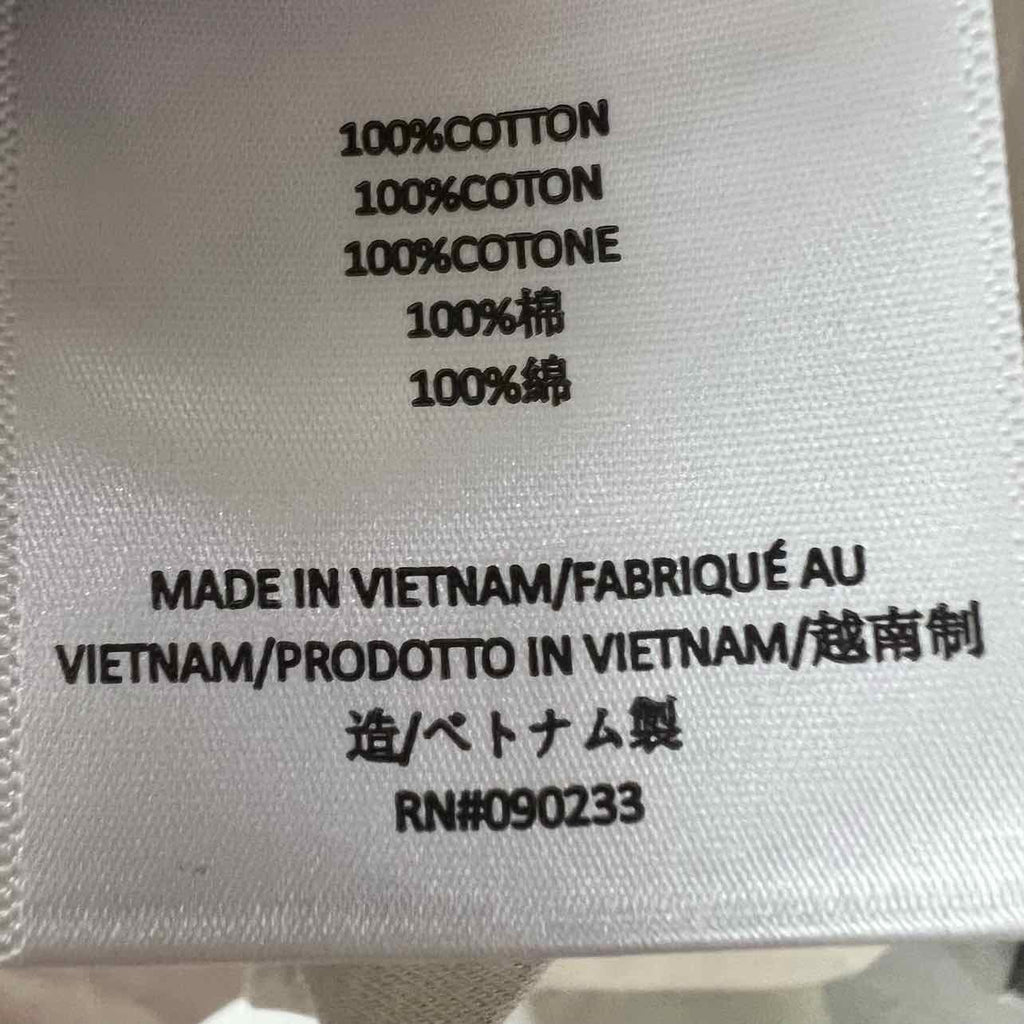 100%COTTON
100%COTON
100%COTONE
100%棉
100%綿
MADE IN VIETNAM/FABRIQUÉ AU
VIETNAM/PRODOTTO IN VIETNAM/越南制
造/ベトナム製
RN#090233